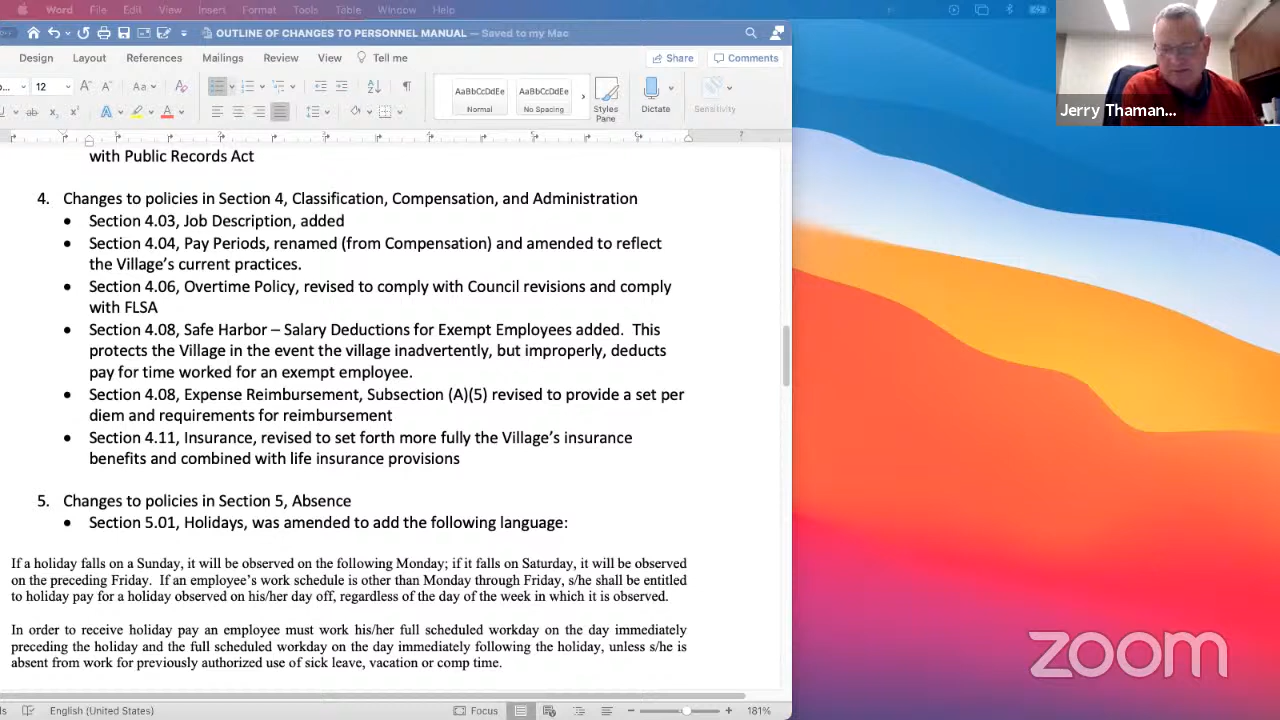 Word File Edit View Insert Format Tools Table Window Help
OUTLINE OF CHANGES TO PERSONNEL MANUAL — Saved to my Mac
Design Layout References Mailings Review View Tell me Share Comments
12 Aa AaBbCcDdEe AaBbCcDdEe
Normal No Spacing Styles Pane Dictate Sensitivity
Jerry Thaman...
with Public Records Act
4. Changes to policies in Section 4, Classification, Compensation, and Administration
• Section 4.03, Job Description, added
• Section 4.04, Pay Periods, renamed (from Compensation) and amended to reflect
the Village's current practices.
• Section 4.06, Overtime Policy, revised to comply with Council revisions and comply
with FLSA
• Section 4.08, Safe Harbor – Salary Deductions for Exempt Employees added. This
protects the Village in the event the village inadvertently, but improperly, deducts
pay for time worked for an exempt employee.
• Section 4.08, Expense Reimbursement, Subsection (A)(5) revised to provide a set per
diem and requirements for reimbursement
• Section 4.11, Insurance, revised to set forth more fully the Village's insurance
benefits and combined with life insurance provisions
5. Changes to policies in Section 5, Absence
• Section 5.01, Holidays, was amended to add the following language:
If a holiday falls on a Sunday, it will be observed on the following Monday; if it falls on Saturday, it will be observed
on the preceding Friday. If an employee's work schedule is other than Monday through Friday, s/he shall be entitled
to holiday pay for a holiday observed on his/her day off, regardless of the day of the week in which it is observed.
In order to receive holiday pay an employee must work his/her full scheduled workday on the day immediately
preceding the holiday and the full scheduled workday on the day immediately following the holiday, unless s/he is
absent from work for previously authorized use of sick leave, vacation or comp time.
zoom
English (United States) Focus 181%